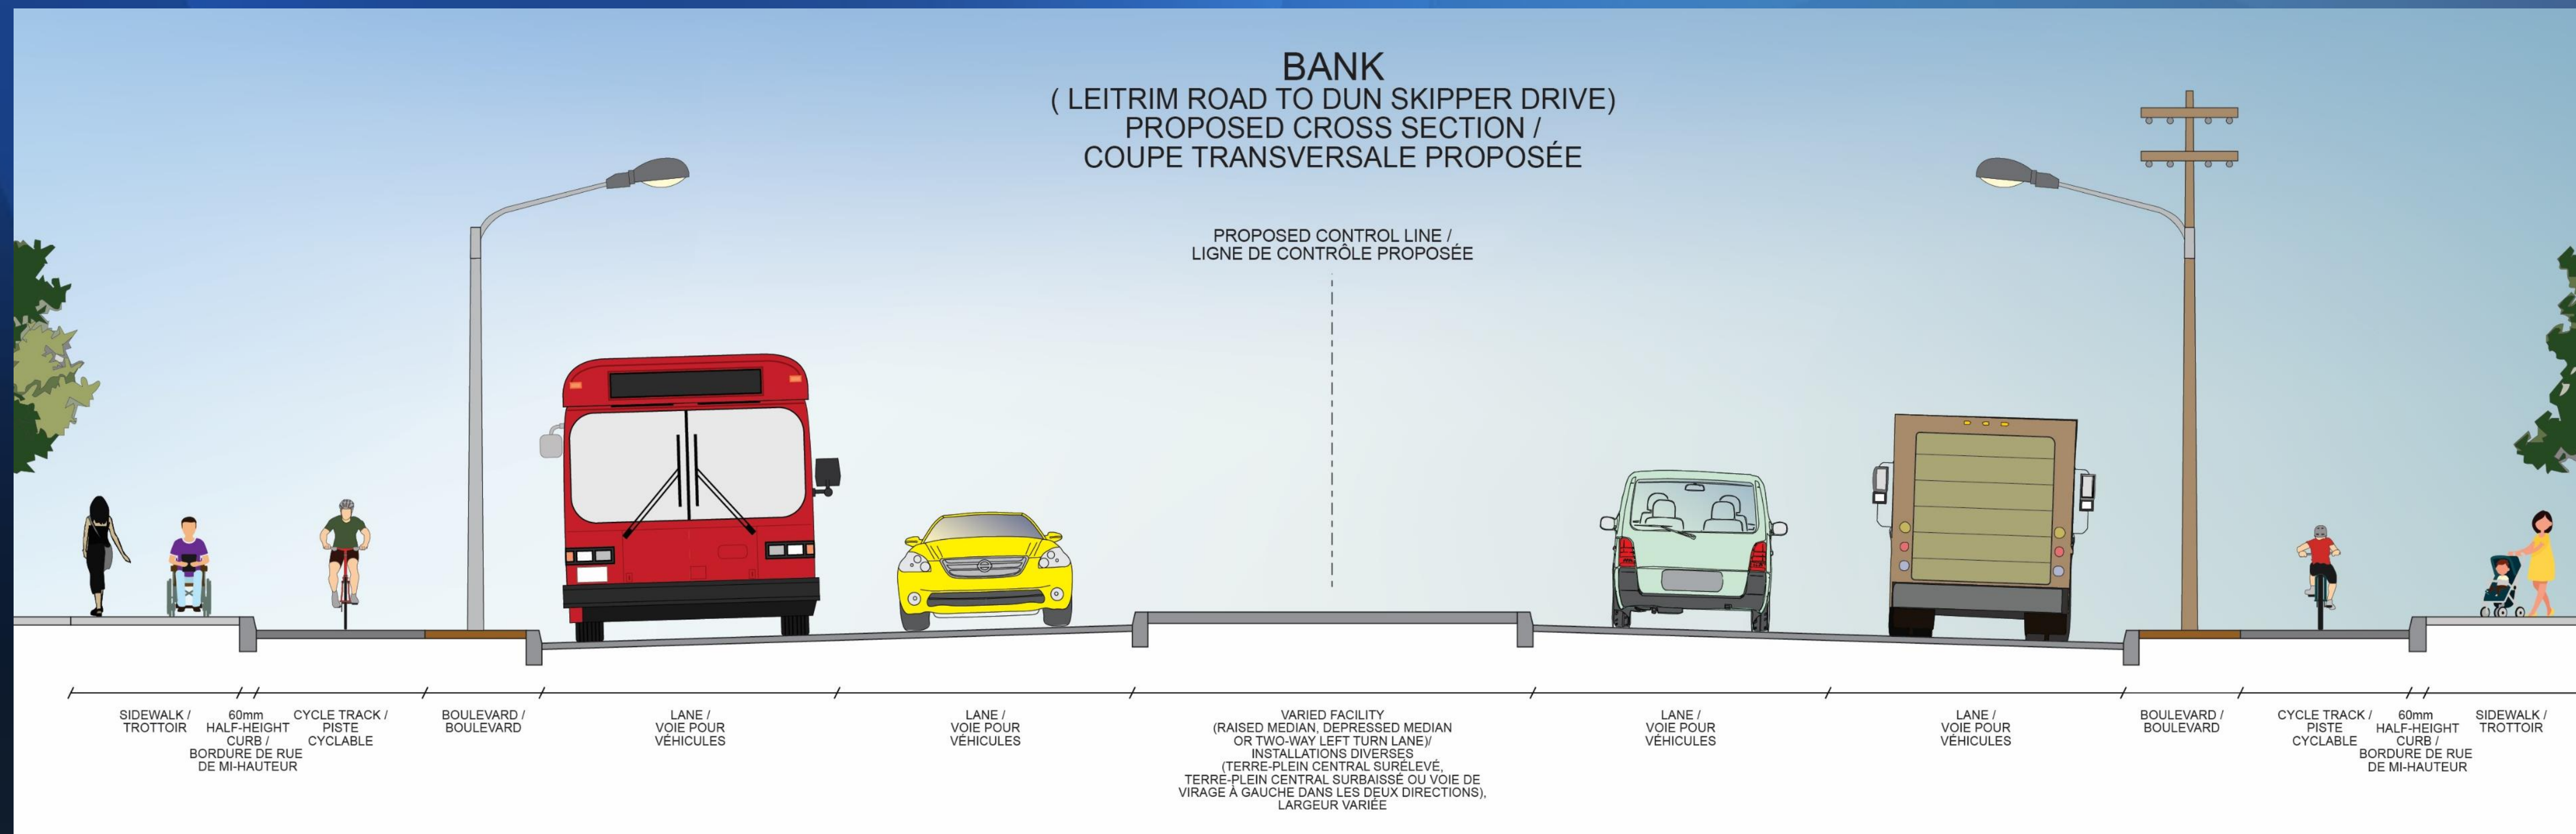 BANK
( LEITRIM ROAD TO DUN SKIPPER DRIVE)
PROPOSED CROSS SECTION /
COUPE TRANSVERSALE PROPOSÉE
PROPOSED CONTROL LINE /
LIGNE DE CONTRÔLE PROPOSÉE
SIDEWALK /
TROTTOIR
60mm
HALF-HEIGHT
CURB /
BORDURE DE RUE
DE MI-HAUTEUR
CYCLE TRACK /
PISTE
CYCLABLE
BOULEVARD /
BOULEVARD
LANE /
VOIE POUR
VÉHICULES
LANE /
VOIE POUR
VÉHICULES
VARIED FACILITY
(RAISED MEDIAN, DEPRESSED MEDIAN
OR TWO-WAY LEFT TURN LANE)/
INSTALLATIONS DIVERSES
(TERRE-PLEIN CENTRAL SURÉLEVÉ,
TERRE-PLEIN CENTRAL SURBAISSÉ OU VOIE DE
VIRAGE À GAUCHE DANS LES DEUX DIRECTIONS),
LARGEUR VARIÉE
LANE /
VOIE POUR
VÉHICULES
LANE /
VOIE POUR
VÉHICULES
BOULEVARD /
BOULEVARD
CYCLE TRACK /
PISTE
CYCLABLE
60mm
HALF-HEIGHT
CURB /
BORDURE DE RUE
DE MI-HAUTEUR
SIDEWALK /
TROTTOIR